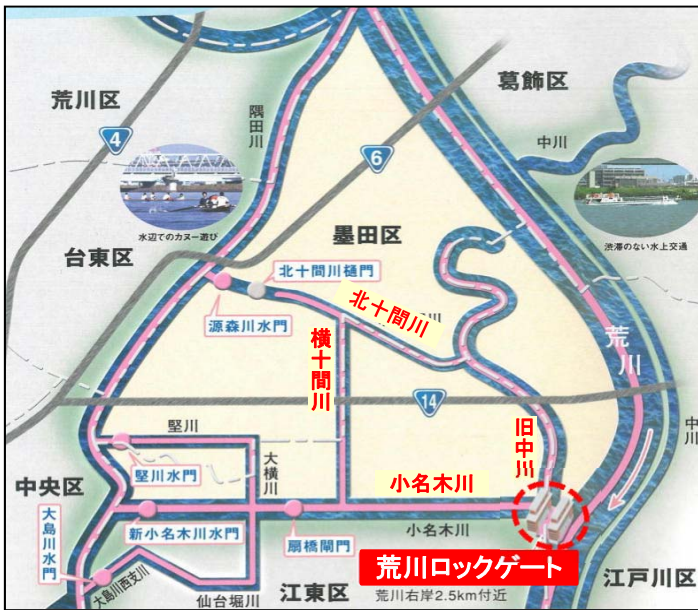 荒川区
葛飾区
4
隅田川
中川
6
水辺でのカヌー遊び
渋滞のない水上交通
台東区
墨田区
北十間川樋門
源森川水門
北十間川
横十間川
荒川
14
旧中川
中川
竪川
大横川
竪川水門
中央区
小名木川
大島川水門
新小名木川水門
扇橋閘門
小名木川
大島川西支川
仙台堀川
江東区
荒川ロックゲート
荒川右岸2.5km付近
江戸川区